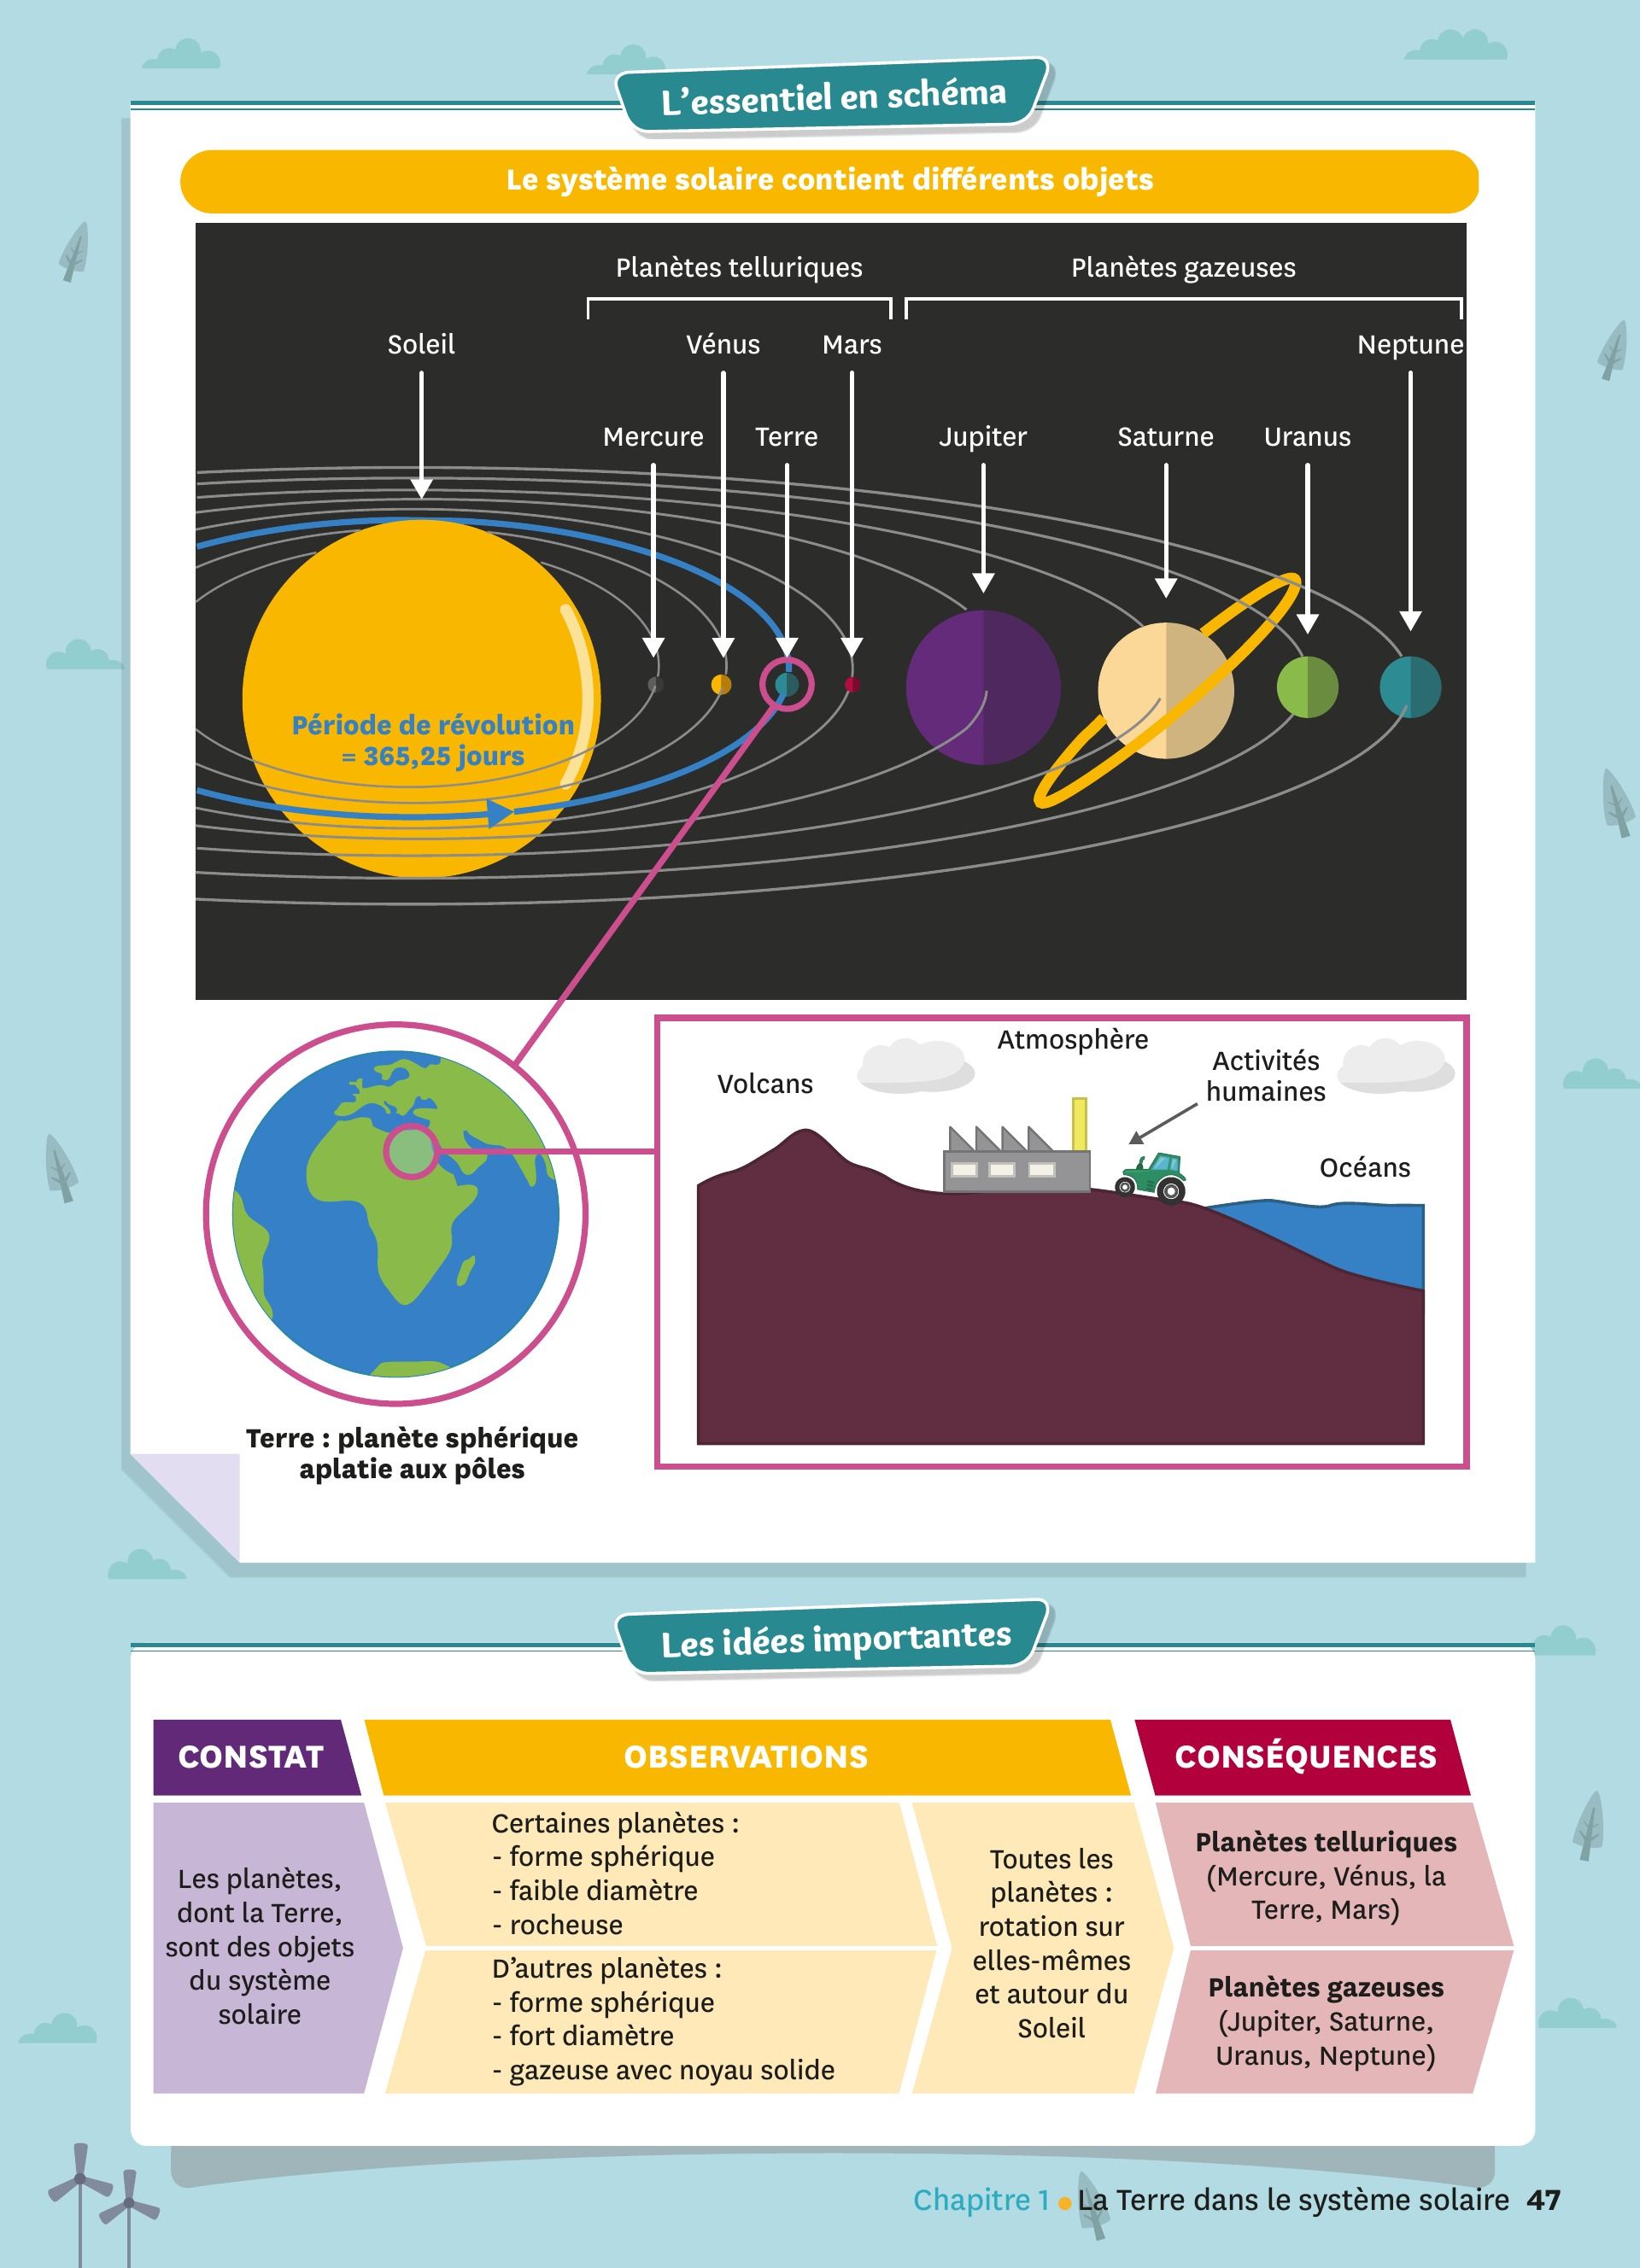 L'essentiel en schéma
Le système solaire contient différents objets
Planètes telluriques
Planètes gazeuses
Soleil
Vénus
Mars
Neptune
Mercure
Terre
Jupiter
Saturne
Uranus
Période de révolution
= 365,25 jours
Atmosphère
Volcans
Activités
humaines
Océans
Terre : planète sphérique
aplatie aux pôles
Les idées importantes
CONSTAT
OBSERVATIONS
CONSÉQUENCES
Les planètes,
dont la Terre,
sont des objets
du système
solaire
Certaines planètes :
- forme sphérique
- faible diamètre
- rocheuse
D'autres planètes :
- forme sphérique
- fort diamètre
- gazeuse avec noyau solide
Toutes les
planètes :
rotation sur
elles-mêmes
et autour du
Soleil
Planètes telluriques
(Mercure, Vénus, la
Terre, Mars)
Planètes gazeuses
(Jupiter, Saturne,
Uranus, Neptune)
Chapitre 1 • La Terre dans le système solaire 47